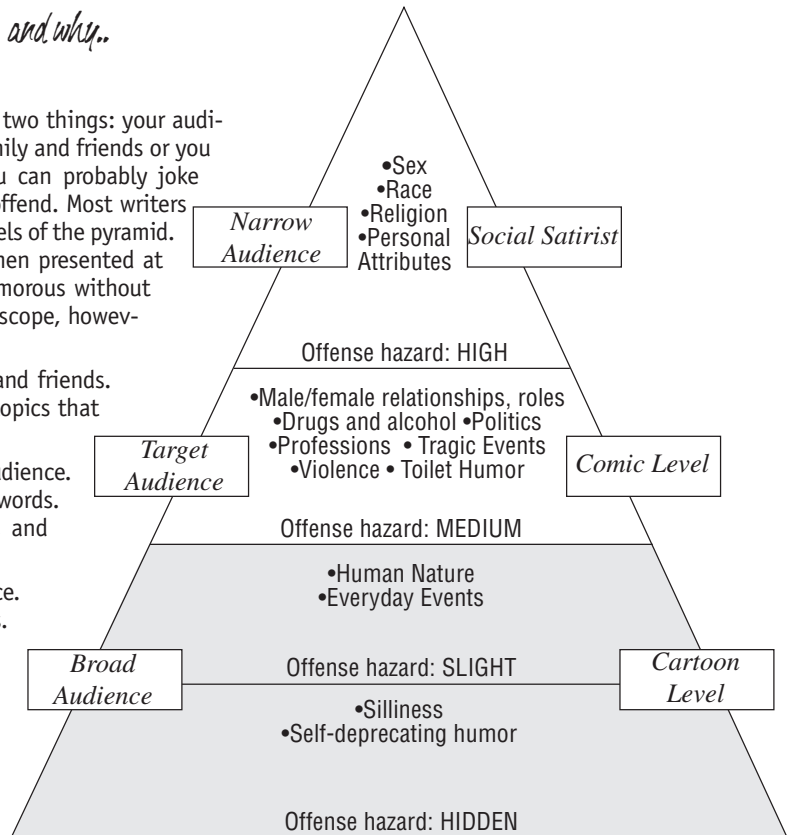 and why..
two things: your audi-
nily and friends or you
u can probably joke
offend. Most writers
els of the pyramid.
hen presented at
morous without
scope, howev-
and friends.
opics that
udience.
words.
and
ce.
s.
•Sex
•Race
•Religion
•Personal
Attributes
Narrow
Audience
Social Satirist
Offense hazard: HIGH
•Male/female relationships, roles
•Drugs and alcohol •Politics
•Professions • Tragic Events
•Violence • Toilet Humor
Target
Audience
Comic Level
Offense hazard: MEDIUM
•Human Nature
•Everyday Events
Broad
Audience
Offense hazard: SLIGHT
Cartoon
Level
•Silliness
•Self-deprecating humor
Offense hazard: HIDDEN